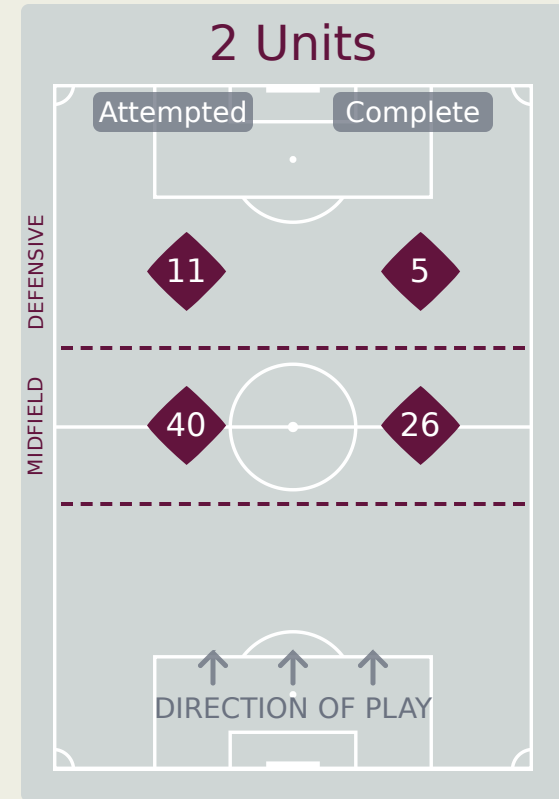 2 Units
Attempted Complete
DEFENSIVE
11 5
MIDFIELD
40 26
DIRECTION OF PLAY